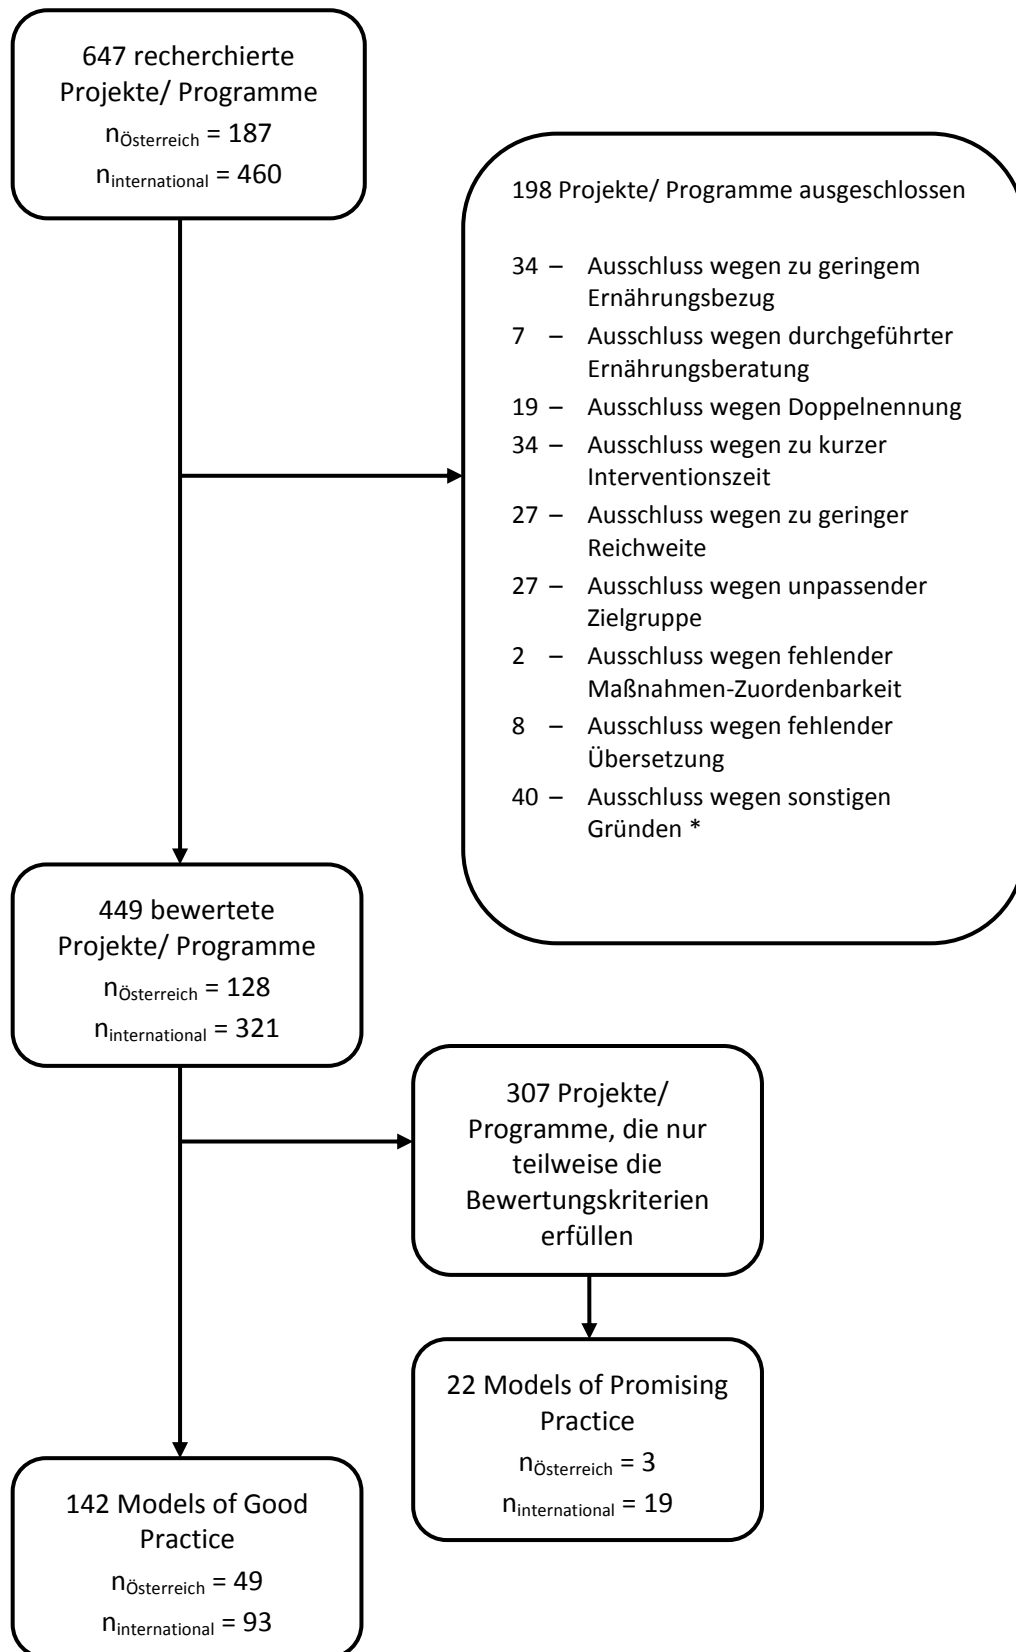 647 recherchierte
Projekte/ Programme
nÖsterreich = 187
ninternational = 460
198 Projekte/ Programme ausgeschlossen
34 – Ausschluss wegen zu geringem
Ernährungsbezug
7 – Ausschluss wegen durchgeführter
Ernährungsberatung
19 – Ausschluss wegen Doppelnennung
34 – Ausschluss wegen zu kurzer
Interventionszeit
27 – Ausschluss wegen zu geringer
Reichweite
27 – Ausschluss wegen unpassender
Zielgruppe
2 – Ausschluss wegen fehlender
Maßnahmen-Zuordenbarkeit
8 – Ausschluss wegen fehlender
Übersetzung
40 – Ausschluss wegen sonstigen
Gründen *
449 bewertete
Projekte/ Programme
nÖsterreich = 128
ninternational = 321
307 Projekte/
Programme, die nur
teilweise die
Bewertungskriterien
erfüllen
22 Models of Promising
Practice
nÖsterreich = 3
ninternational = 19
142 Models of Good
Practice
nÖsterreich = 49
ninternational = 93